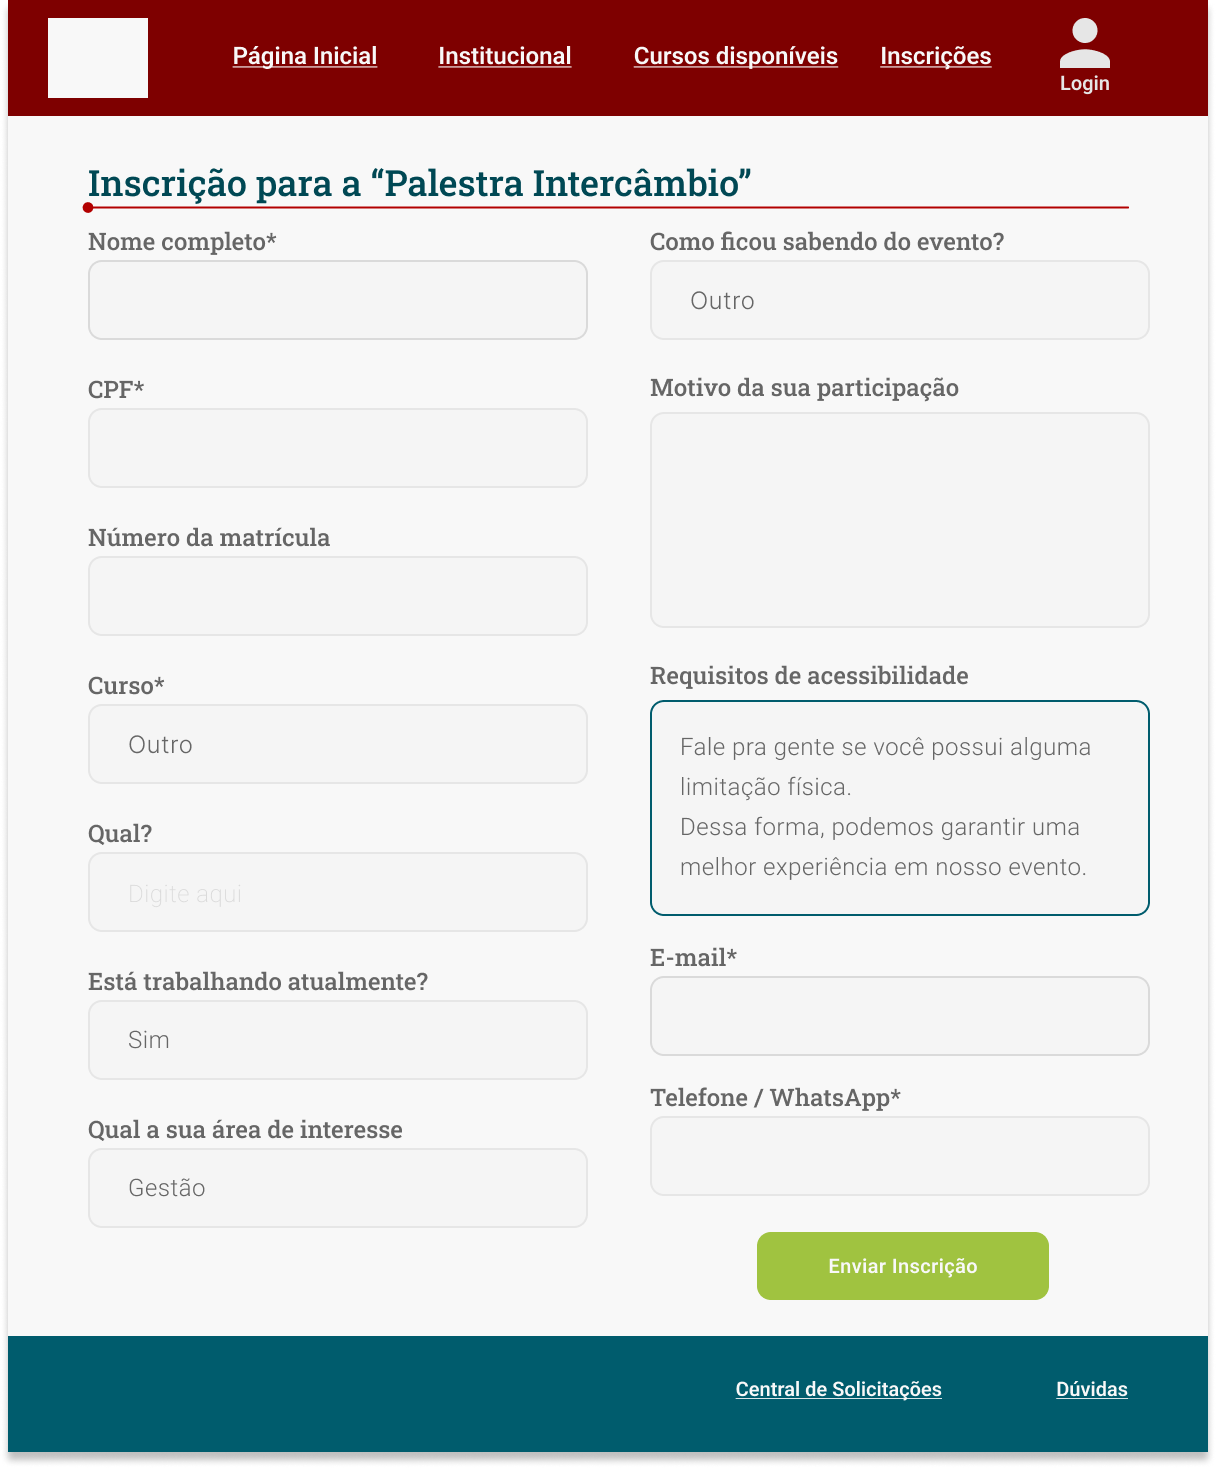 Página Inicial
Institucional
Cursos disponíveis
Inscrições
Login
Inscrição para a “Palestra Intercâmbio”
Nome completo*
CPF*
Número da matrícula
Curso*
Outro
Qual?
Digite aqui
Está trabalhando atualmente?
Sim
Qual a sua área de interesse
Gestão
Como ficou sabendo do evento?
Outro
Motivo da sua participação
Requisitos de acessibilidade
Fale pra gente se você possui alguma
limitação física.
Dessa forma, podemos garantir uma
melhor experiência em nosso evento.
E-mail*
Telefone / WhatsApp*
Enviar Inscrição
Central de Solicitações
Dúvidas